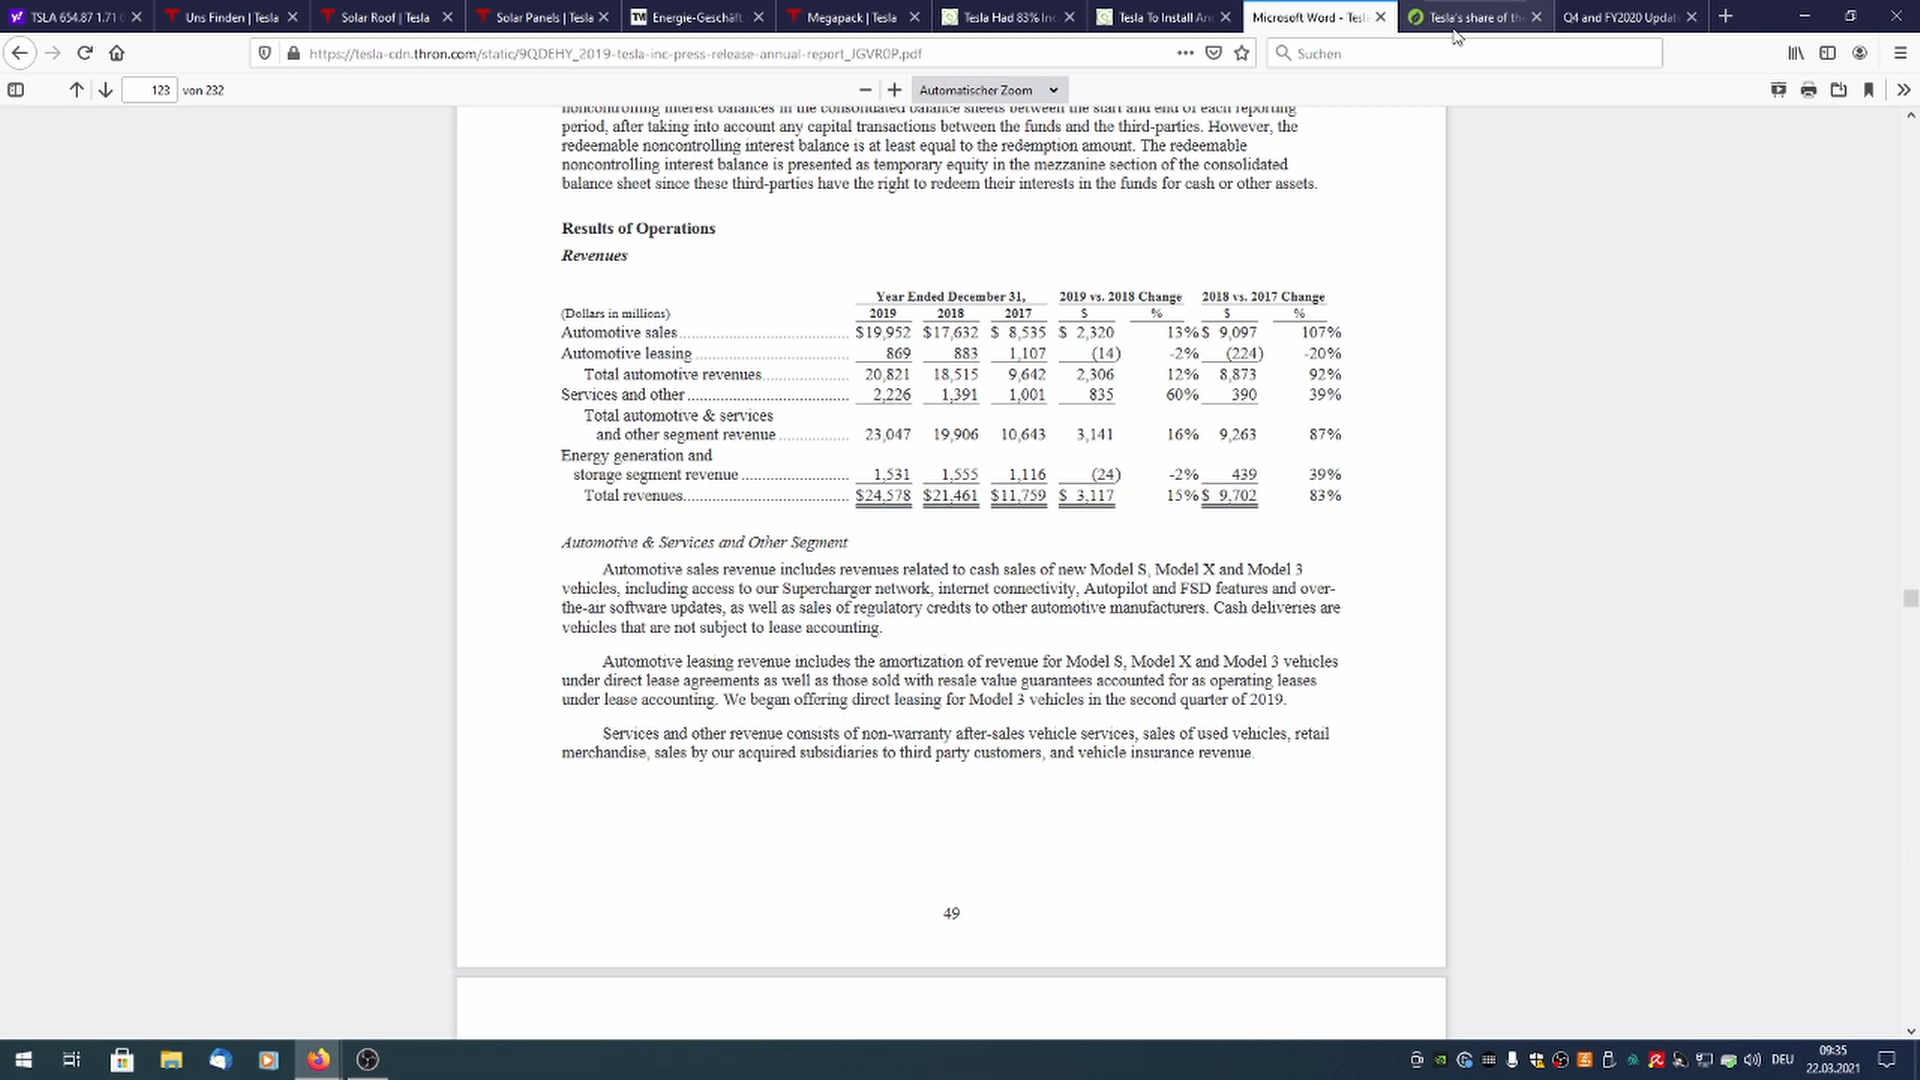 TSLA 654.87 1.71
Uns Finden | Tesla
Solar Roof | Tesla
Solar Panels | Tesla
Energie-Geschäft
Megapack | Tesla
Tesla Had 83% Inc
Tesla To Install An
Microsoft Word - Tesla
Tesla's share of the
Q4 and FY2020 Updat
https://tesla-cdn.thron.com/static/9QDEHY_2019-tesla-inc-press-release-annual-report_JGVR0P.pdf
Suchen
123 von 232
Automatischer Zoom
noncontrolling interest balances in the consolidated balance sheets between the start and end of each reporting
period, after taking into account any capital transactions between the funds and the third-parties. However, the
redeemable noncontrolling interest balance is at least equal to the redemption amount. The redeemable
noncontrolling interest balance is presented as temporary equity in the mezzanine section of the consolidated
balance sheet since these third-parties have the right to redeem their interests in the funds for cash or other assets.
Results of Operations
Revenues
Year Ended December 31, 2019 vs. 2018 Change 2018 vs. 2017 Change
(Dollars in millions) 2019 2018 2017 $ % $ %
Automotive sales $19,952 $17,632 $ 8,535 $ 2,320 13% $ 9,097 107%
Automotive leasing 869 883 1,107 (14) -2% (224) -20%
Total automotive revenues 20,821 18,515 9,642 2,306 12% 8,873 92%
Services and other 2,226 1,391 1,001 835 60% 390 39%
Total automotive & services
and other segment revenue 23,047 19,906 10,643 3,141 16% 9,263 87%
Energy generation and
storage segment revenue 1,531 1,555 1,116 (24) -2% 439 39%
Total revenues $24,578 $21,461 $11,759 $ 3,117 15% $ 9,702 83%
Automotive & Services and Other Segment
Automotive sales revenue includes revenues related to cash sales of new Model S, Model X and Model 3
vehicles, including access to our Supercharger network, internet connectivity, Autopilot and FSD features and over-
the-air software updates, as well as sales of regulatory credits to other automotive manufacturers. Cash deliveries are
vehicles that are not subject to lease accounting.
Automotive leasing revenue includes the amortization of revenue for Model S, Model X and Model 3 vehicles
under direct lease agreements as well as those sold with resale value guarantees accounted for as operating leases
under lease accounting. We began offering direct leasing for Model 3 vehicles in the second quarter of 2019.
Services and other revenue consists of non-warranty after-sales vehicle services, sales of used vehicles, retail
merchandise, sales by our acquired subsidiaries to third party customers, and vehicle insurance revenue.
49
DEU
09:35
22.03.2021